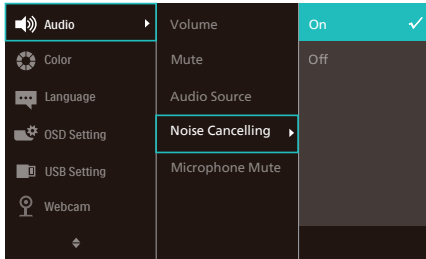 Audio
Color
Language
OSD Setting
USB Setting
Webcam
Volume
Mute
Audio Source
Noise Cancelling
Microphone Mute
On
Off